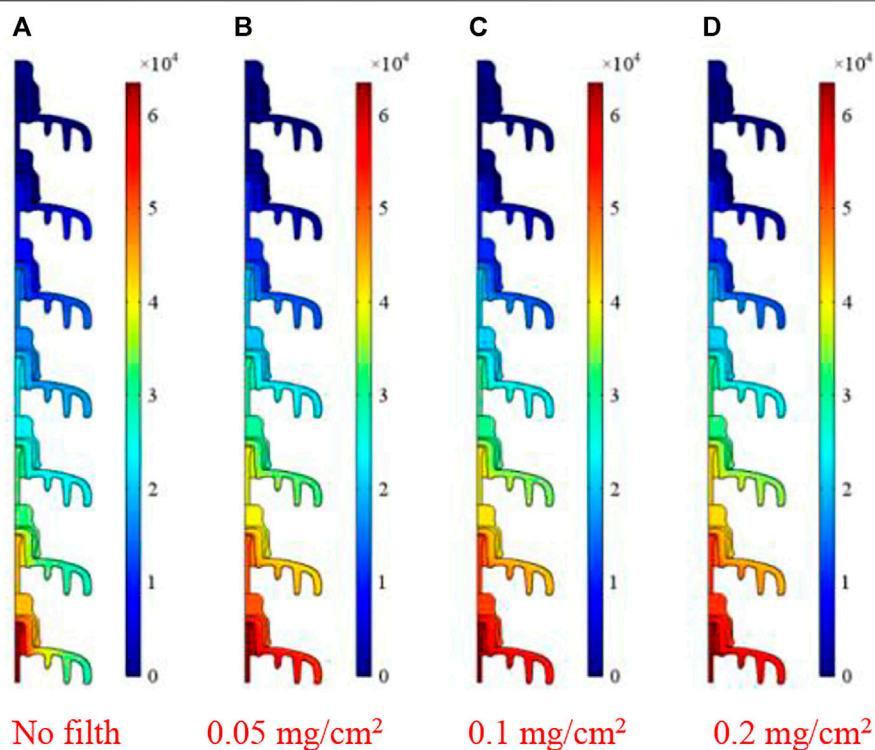 A B C D
×10⁴ ×10⁴ ×10⁴ ×10⁴
6 6 6 6
5 5 5 5
4 4 4 4
3 3 3 3
2 2 2 2
1 1 1 1
0 0 0 0
No filth 0.05 mg/cm² 0.1 mg/cm² 0.2 mg/cm²